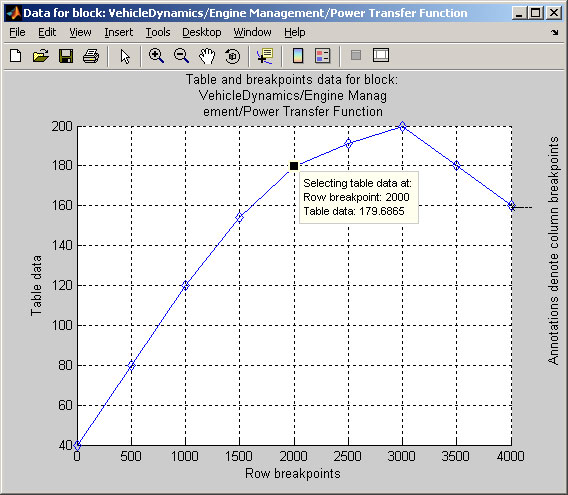 Data for block: VehicleDynamics/Engine Management/Power Transfer Function
File Edit View Insert Tools Desktop Window Help
Table and breakpoints data for block:
VehicleDynamics/Engine Manag
ement/Power Transfer Function
200
180
160
140
120
100
80
60
40
Table data
Selecting table data at:
Row breakpoint: 2000
Table data: 179.6865
Annotations denote column breakpoints
0 500 1000 1500 2000 2500 3000 3500 4000
Row breakpoints